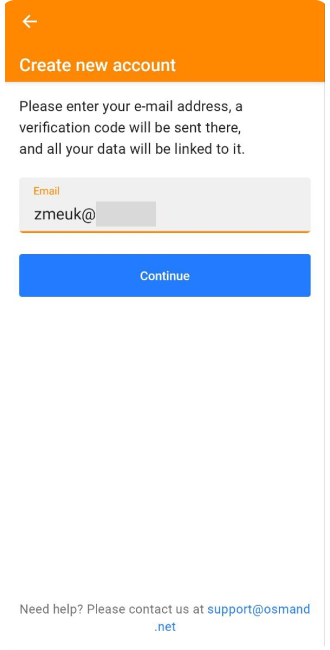 Create new account
Please enter your e-mail address, a
verification code will be sent there,
and all your data will be linked to it.
Email
zmeuk@
Continue
Need help? Please contact us at support@osmand
.net